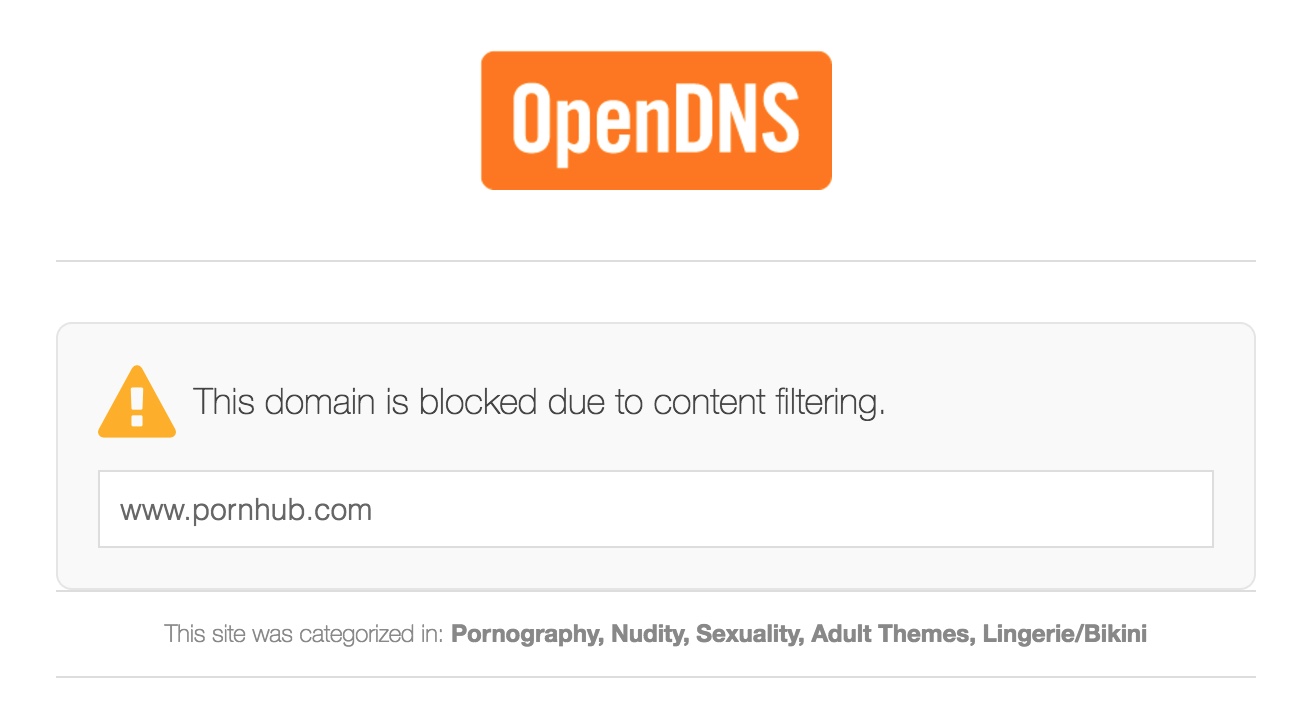 OpenDNS
This domain is blocked due to content filtering.
www.pornhub.com
This site was categorized in: Pornography, Nudity, Sexuality, Adult Themes, Lingerie/Bikini